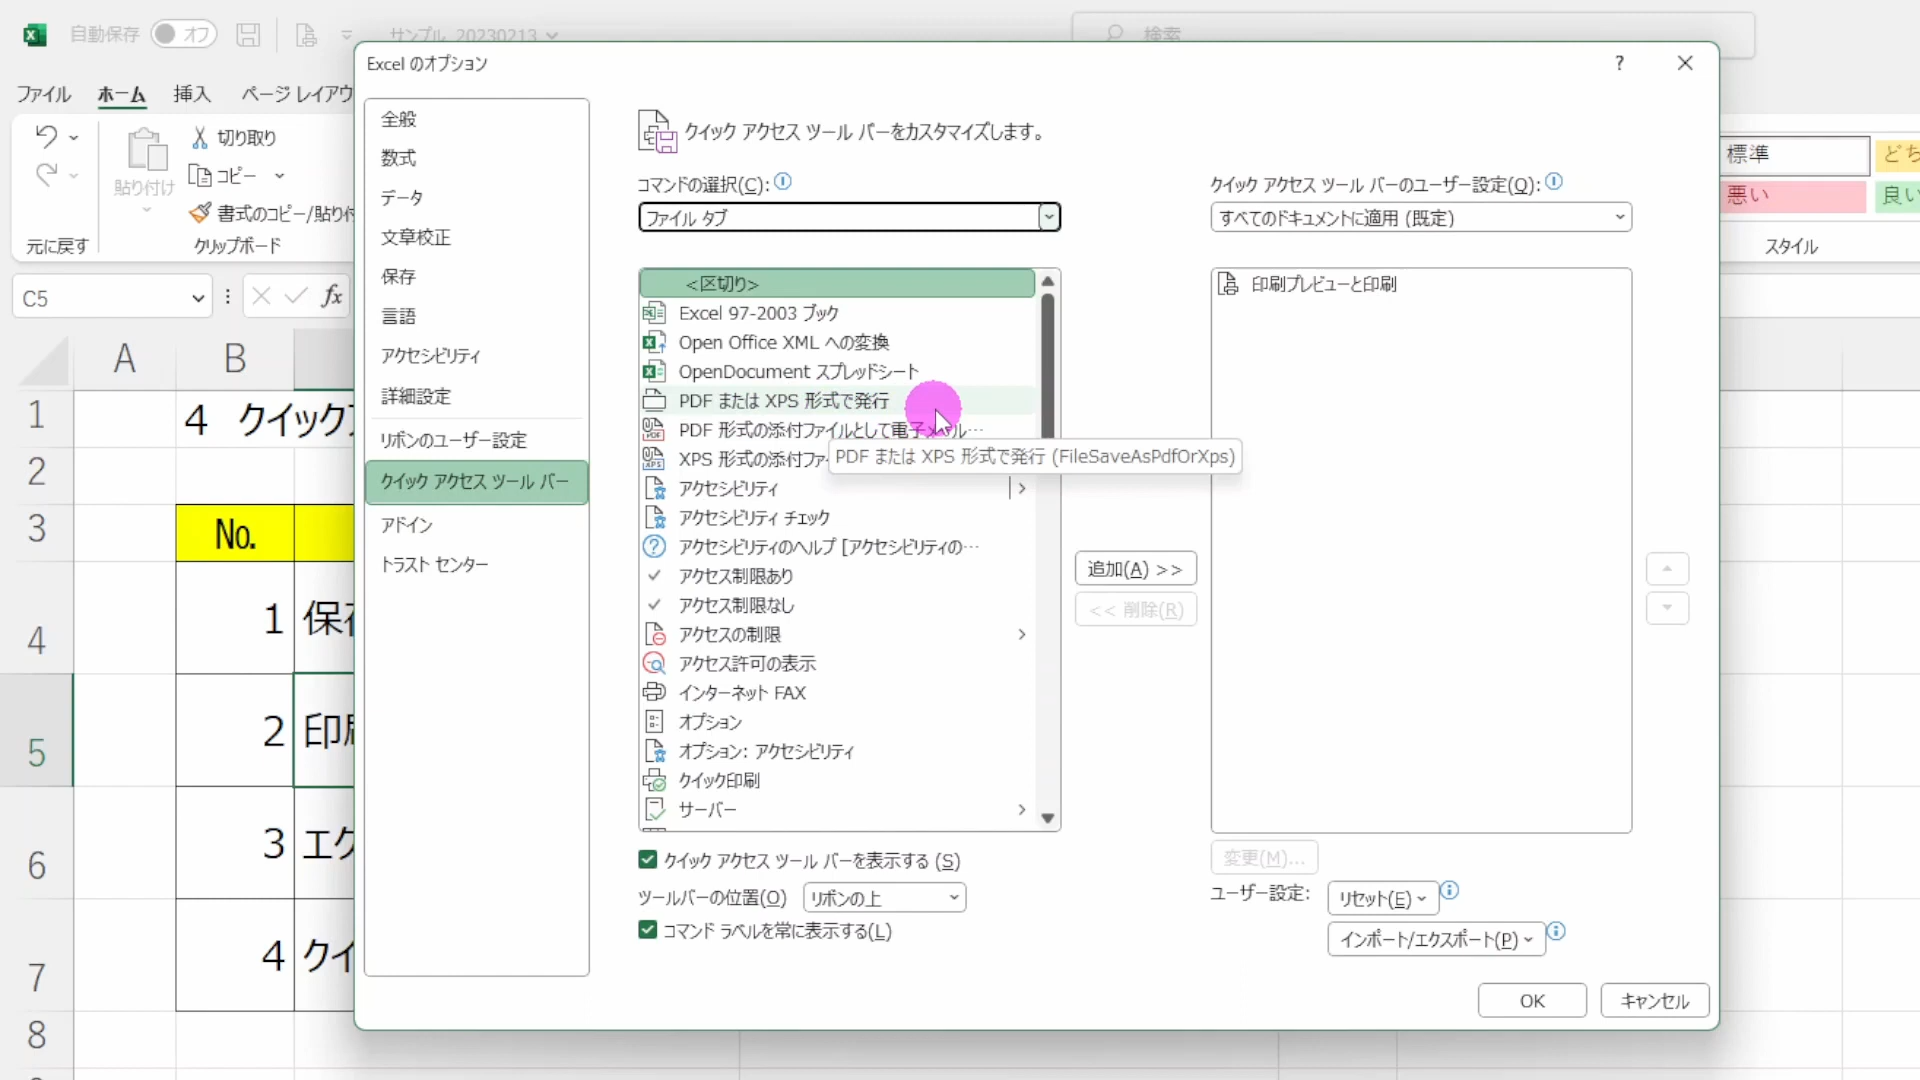 自動保存 オフ サンプル_20230213 検索
ファイル ホーム 挿入 ページ レイアウ
切り取り
コピー
書式のコピー/貼り付
貼り付け
元に戻す クリップボード
標準 どち
悪い 良い
スタイル
C5 fx
A B
1 4 クイック
2
3 No.
4 1 保存
5 2 印刷
6 3 エク
7 4 クイ
8
Excel のオプション ?
全般
数式
データ
文章校正
保存
言語
アクセシビリティ
詳細設定
リボンのユーザー設定
クイック アクセス ツール バー
アドイン
トラスト センター
クイック アクセス ツール バーをカスタマイズします。
コマンドの選択(C):
ファイル タブ
<区切り>
Excel 97-2003 ブック
Open Office XML への変換
OpenDocument スプレッドシート
PDF または XPS 形式で発行
PDF 形式の添付ファイルとして電子メール…
XPS 形式の添付ファ
PDF または XPS 形式で発行 (FileSaveAsPdfOrXps)
アクセシビリティ
アクセシビリティ チェック
アクセシビリティのヘルプ [アクセシビリティの…
アクセス制限あり
アクセス制限なし
アクセスの制限
アクセス許可の表示
インターネット FAX
オプション
オプション: アクセシビリティ
クイック印刷
サーバー
クイック アクセス ツール バーを表示する (S)
ツールバーの位置(O) リボンの上
コマンド ラベルを常に表示する(L)
追加(A) >>
<< 削除(R)
クイック アクセス ツール バーのユーザー設定(Q):
すべてのドキュメントに適用 (既定)
印刷プレビューと印刷
変更(M)...
ユーザー設定: リセット(E)
インポート/エクスポート(P)
OK キャンセル